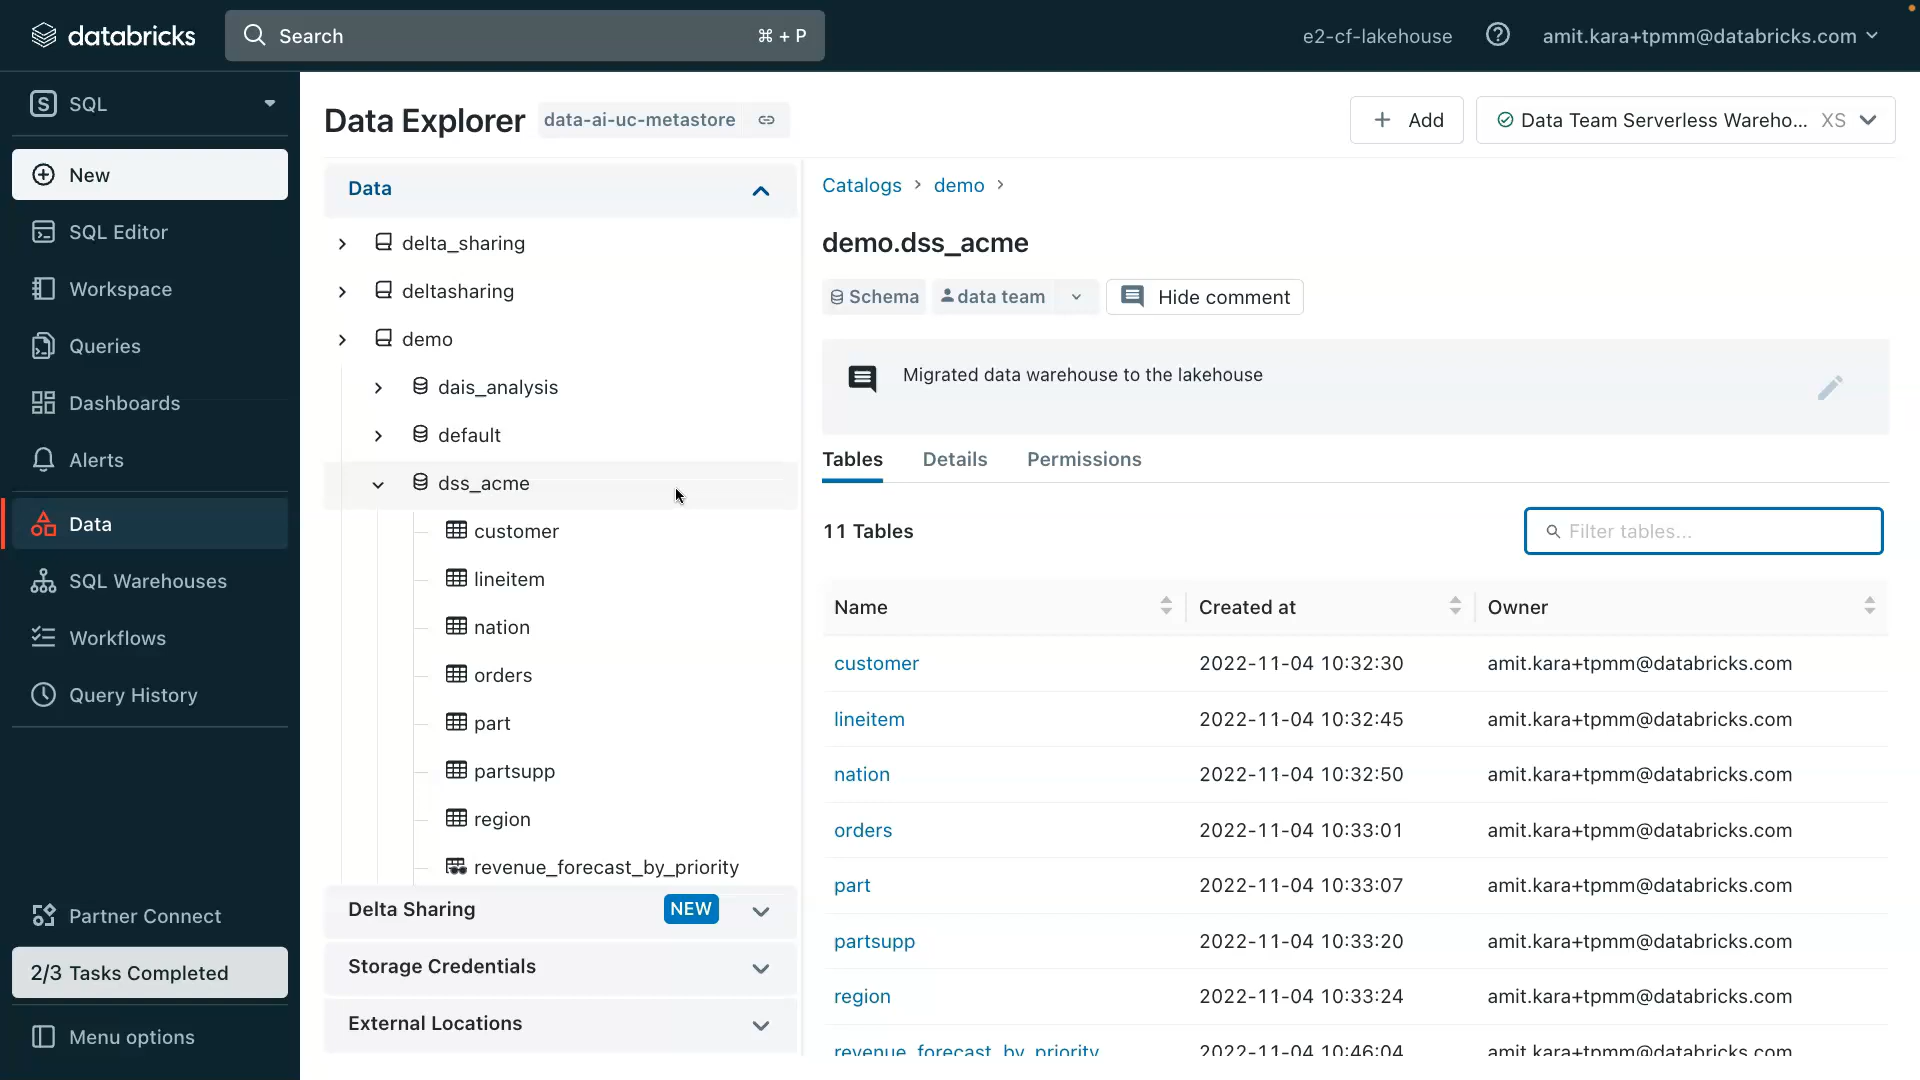 databricks
Search
⌘ + P
e2-cf-lakehouse
amit.kara+tpmm@databricks.com
S SQL
New
SQL Editor
Workspace
Queries
Dashboards
Alerts
Data
SQL Warehouses
Workflows
Query History
Partner Connect
2/3 Tasks Completed
Menu options
Data Explorer
data-ai-uc-metastore
Add
Data Team Serverless Wareho... XS
Data
delta_sharing
deltasharing
demo
dais_analysis
default
dss_acme
customer
lineitem
nation
orders
part
partsupp
region
revenue_forecast_by_priority
Delta Sharing NEW
Storage Credentials
External Locations
Catalogs > demo >
demo.dss_acme
Schema
data team
Hide comment
Migrated data warehouse to the lakehouse
Tables Details Permissions
11 Tables
Filter tables...
Name Created at Owner
customer 2022-11-04 10:32:30 amit.kara+tpmm@databricks.com
lineitem 2022-11-04 10:32:45 amit.kara+tpmm@databricks.com
nation 2022-11-04 10:32:50 amit.kara+tpmm@databricks.com
orders 2022-11-04 10:33:01 amit.kara+tpmm@databricks.com
part 2022-11-04 10:33:07 amit.kara+tpmm@databricks.com
partsupp 2022-11-04 10:33:20 amit.kara+tpmm@databricks.com
region 2022-11-04 10:33:24 amit.kara+tpmm@databricks.com
revenue_forecast_by_priority 2022-11-04 10:46:04 amit.kara+tpmm@databricks.com